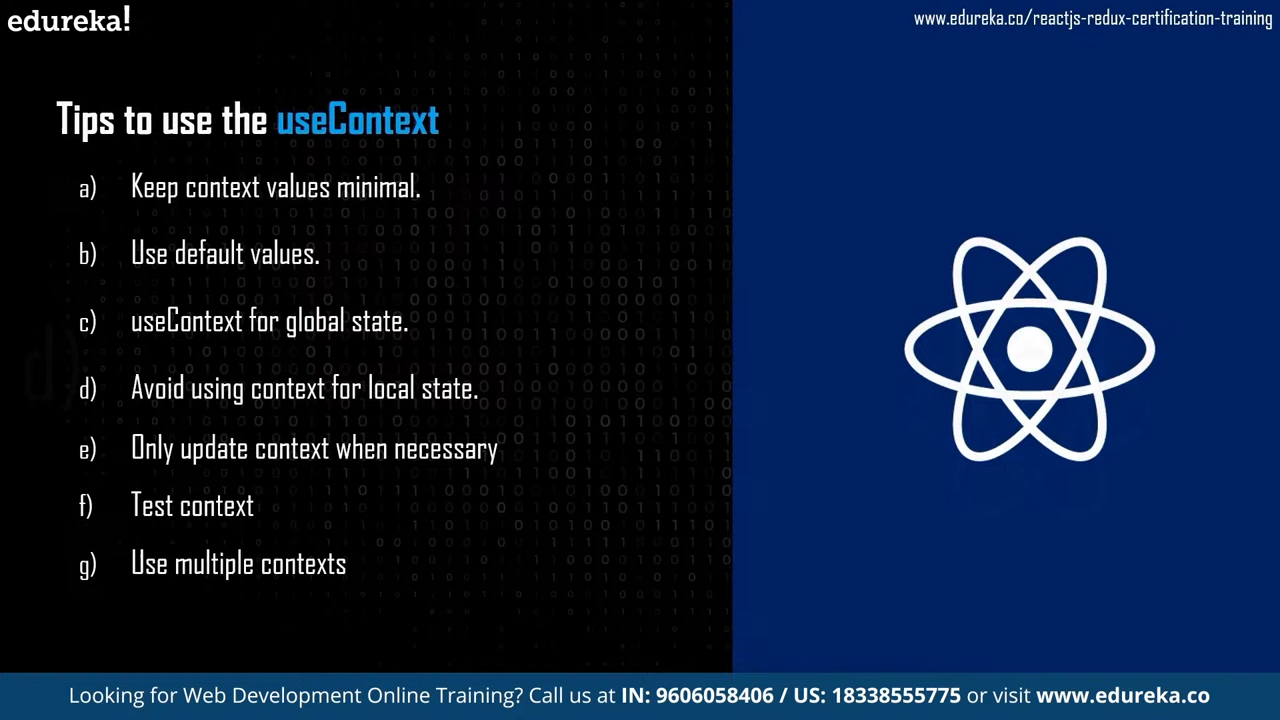 edureka!
www.edureka.co/reactjs-redux-certification-training
Tips to use the useContext
a) Keep context values minimal.
b) Use default values.
c) useContext for global state.
d) Avoid using context for local state.
e) Only update context when necessary
f) Test context
g) Use multiple contexts
Looking for Web Development Online Training? Call us at IN: 9606058406 / US: 18338555775 or visit www.edureka.co